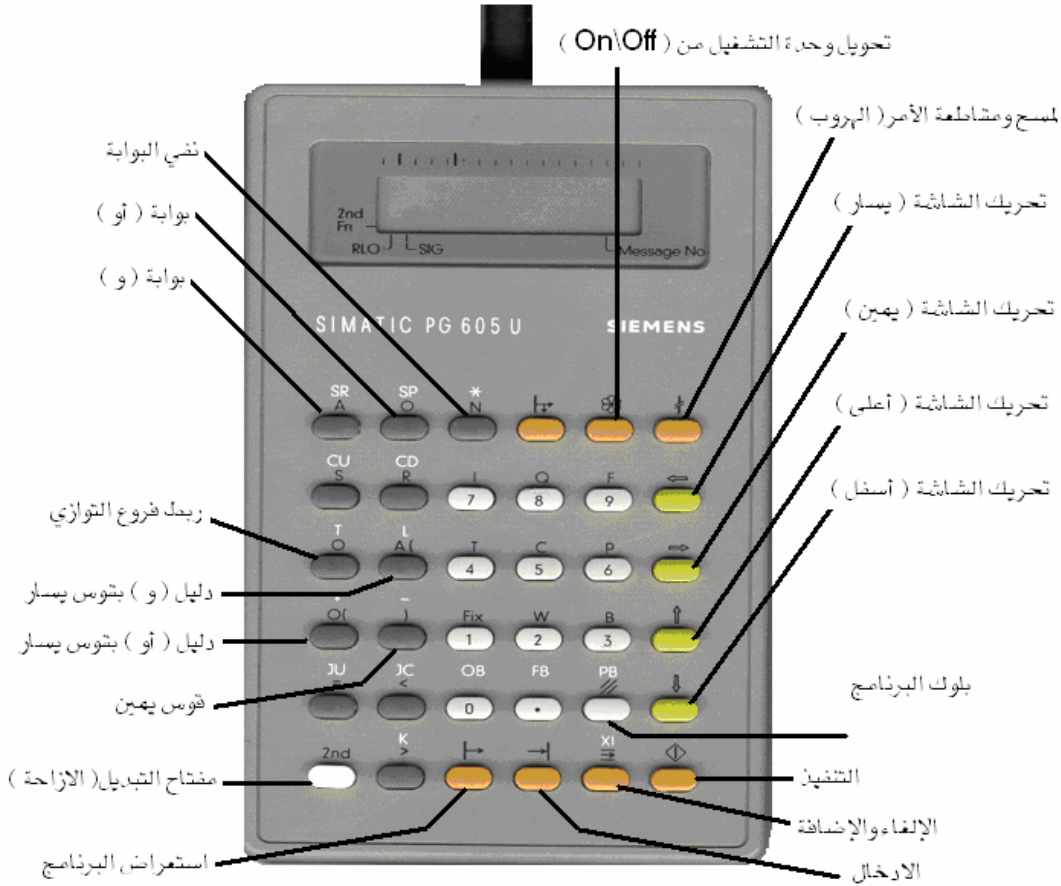 تحويل وحدة التشغيل من ( On\Off )
لمسح ومقاطعة الأمر ( الهروب )
نفي البوابة
تحريك الشاشة ( يسار )
بوابة ( أو )
2nd
Fn
RLO SIG Message No
بوابة ( و )
تحريك الشاشة ( يمين )
SIMATIC PG 605 U SIEMENS
SR SP *
A O N
تحريك الشاشة ( أعلى )
CU CD
S R I Q F ⇐
7 8 9
تحريك الشاشة ( أسفل )
ربط فروع التوازي
T L
O A( T C P ⇒
4 5 6
دليل ( و ) بقوس يسار
O( ) Fix W B ⇑
1 2 3
دليل ( أو ) بقوس يسار
JU JC OB FB PB
= < // ⇓
0 •
بلوك البرنامج
قوس يمين
K XI
2nd >
مفتاح التبديل ( الازاحة )
التنفيذ
الإلغاء والإضافة
استعراض البرنامج
الادخال